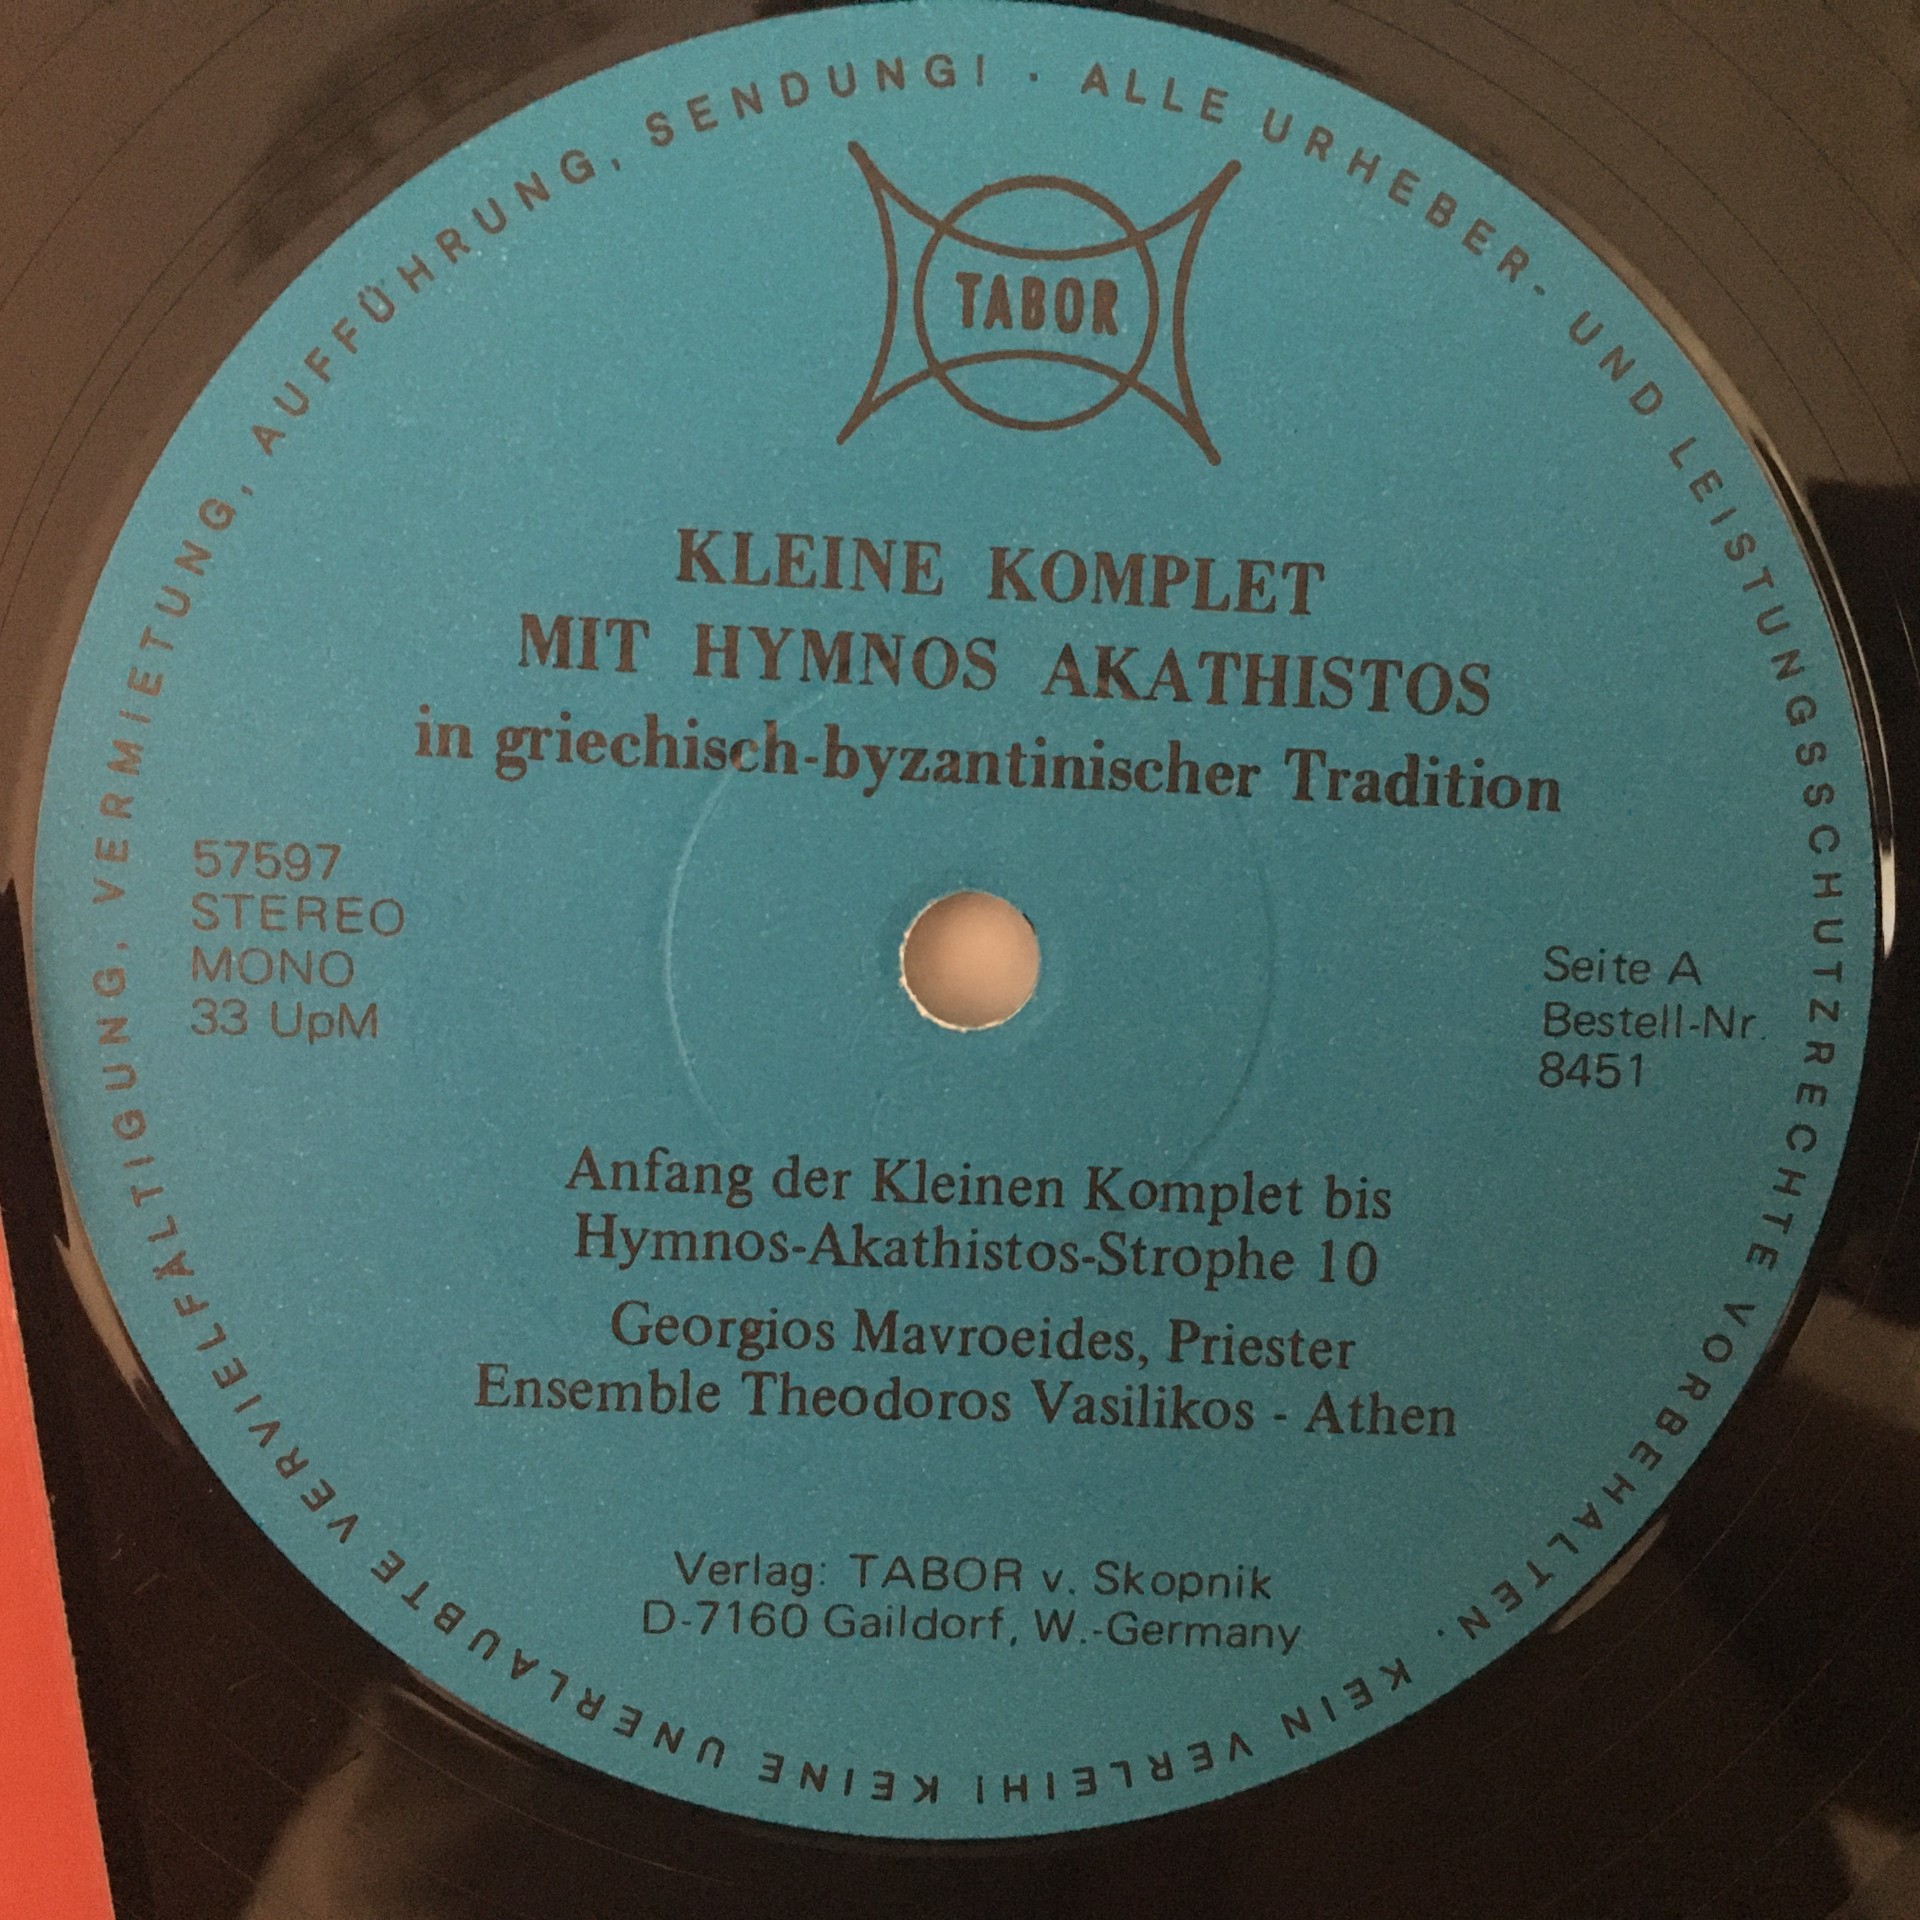 ALLE URHEBER- UND LEISTUNGSSCHUTZRECHTE VORBEHALTEN. KEIN VERLEIH! KEINE UNERLAUBTE VERVIELFÄLTIGUNG, VERMIETUNG, AUFFÜHRUNG, SENDUNG! ·
TABOR
KLEINE KOMPLET
MIT HYMNOS AKATHISTOS
in griechisch-byzantinischer Tradition
57597
STEREO
MONO
33 UpM
Seite A
Bestell-Nr.
8451
Anfang der Kleinen Komplet bis
Hymnos-Akathistos-Strophe 10
Georgios Mavroeides, Priester
Ensemble Theodoros Vasilikos - Athen
Verlag: TABOR v. Skopnik
D-7160 Gaildorf, W.-Germany